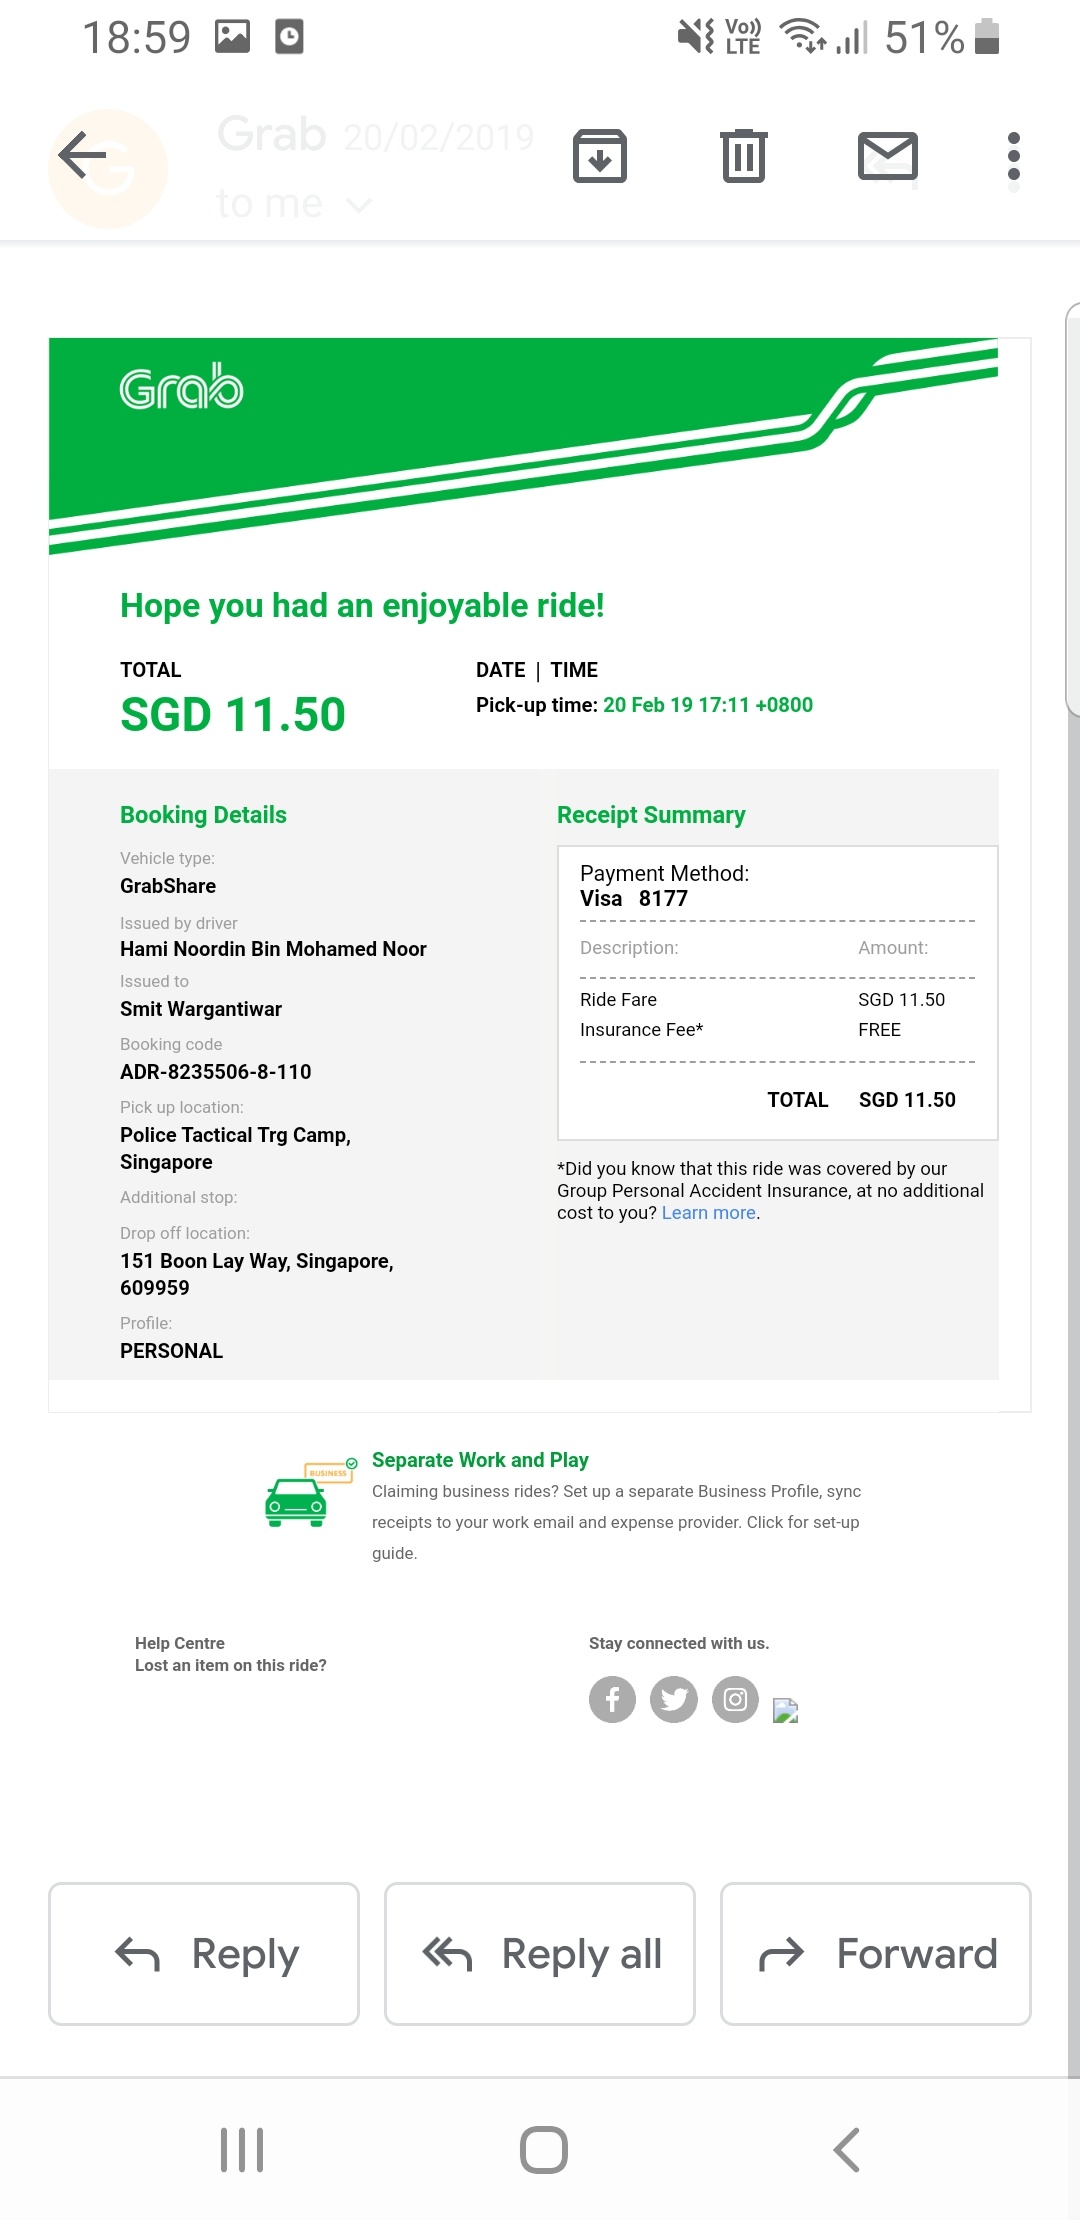 18:59
Vo)) LTE
51%
Grab 20/02/2019
to me
G
Grab
Hope you had an enjoyable ride!
TOTAL
SGD 11.50
DATE | TIME
Pick-up time: 20 Feb 19 17:11 +0800
Booking Details
Vehicle type:
GrabShare
Issued by driver
Hami Noordin Bin Mohamed Noor
Issued to
Smit Wargantiwar
Booking code
ADR-8235506-8-110
Pick up location:
Police Tactical Trg Camp,
Singapore
Additional stop:
Drop off location:
151 Boon Lay Way, Singapore,
609959
Profile:
PERSONAL
Receipt Summary
Payment Method:
Visa 8177
Description: Amount:
Ride Fare SGD 11.50
Insurance Fee* FREE
TOTAL SGD 11.50
*Did you know that this ride was covered by our
Group Personal Accident Insurance, at no additional
cost to you? Learn more.
BUSINESS
Separate Work and Play
Claiming business rides? Set up a separate Business Profile, sync
receipts to your work email and expense provider. Click for set-up
guide.
Help Centre
Lost an item on this ride?
Stay connected with us.
Reply
Reply all
Forward